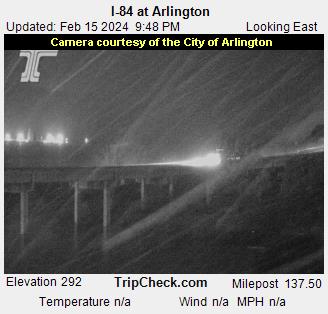 I-84 at Arlington
Updated: Feb 15 2024 9:48 PM Looking East
Camera courtesy of the City of Arlington
Elevation 292 TripCheck.com Milepost 137.50
Temperature n/a Wind n/a MPH n/a